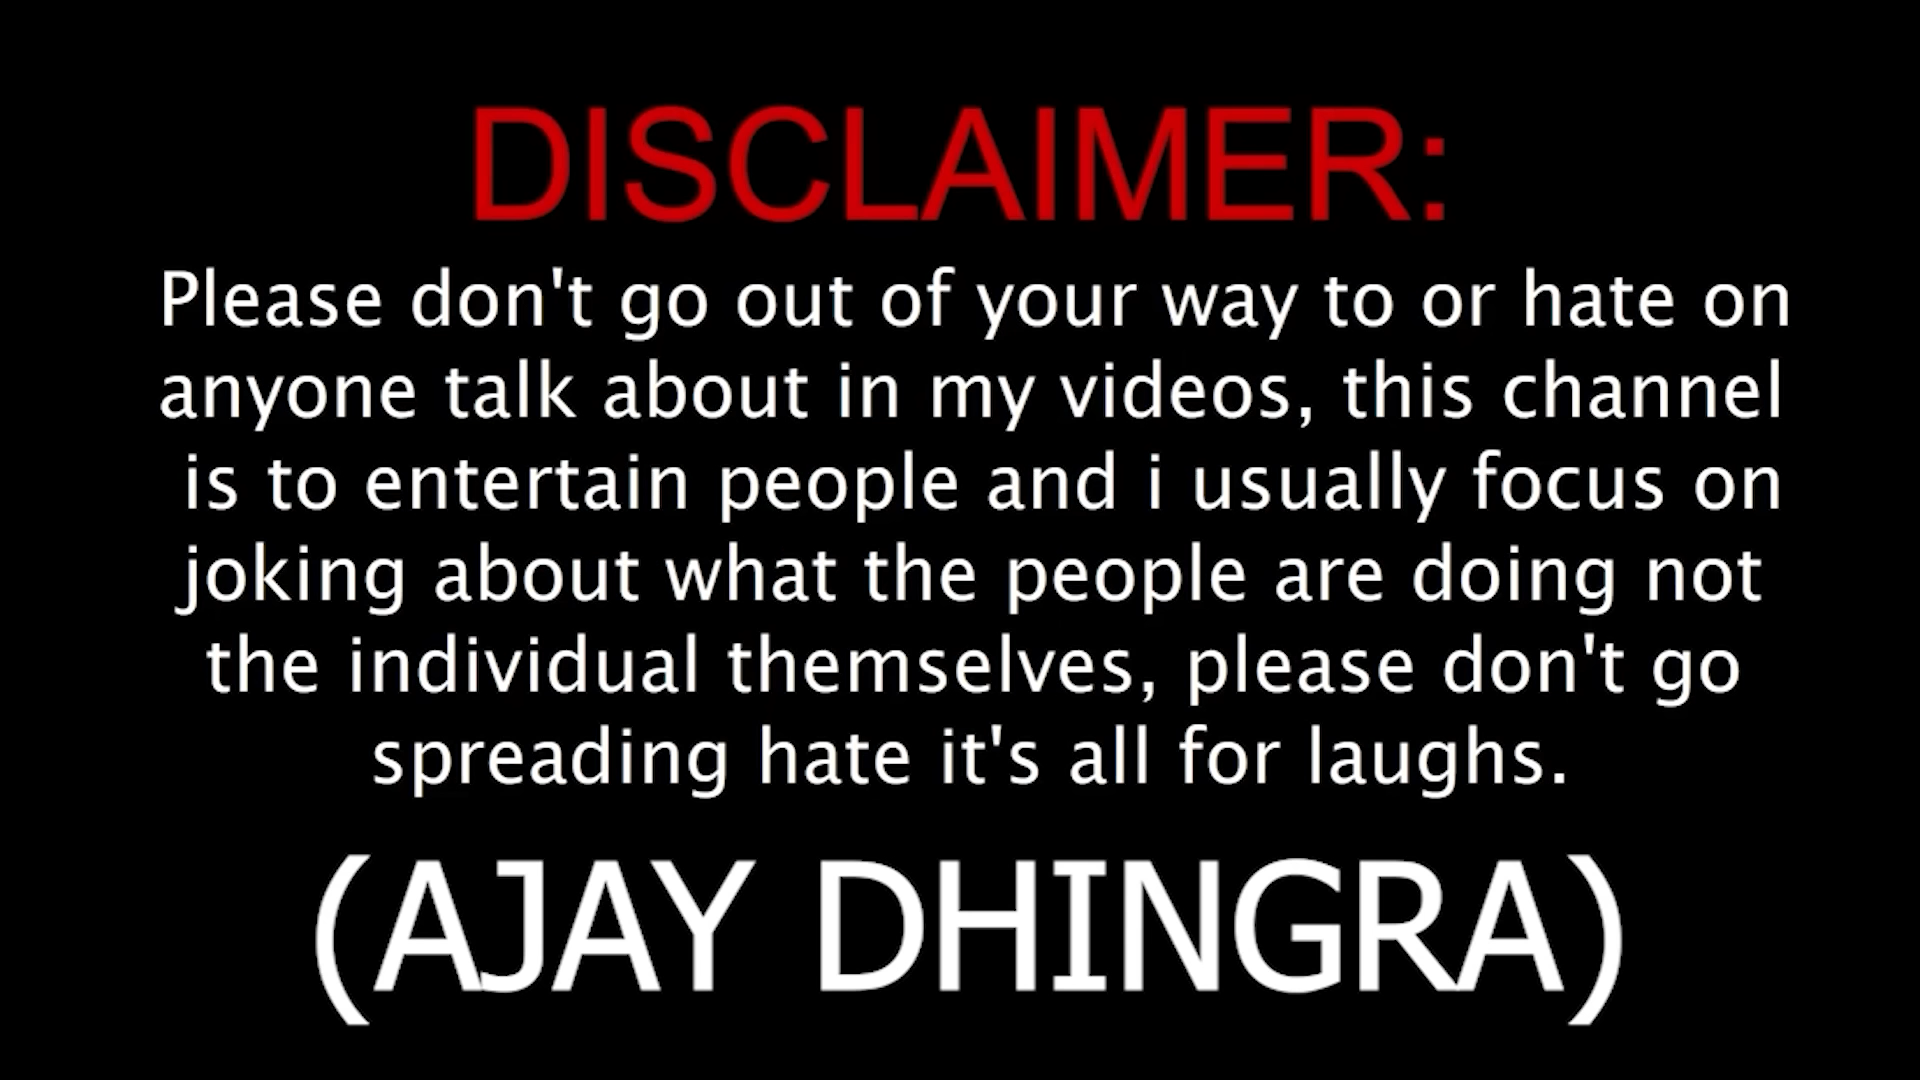 DISCLAIMER:
Please don't go out of your way to or hate on
anyone talk about in my videos, this channel
is to entertain people and i usually focus on
joking about what the people are doing not
the individual themselves, please don't go
spreading hate it's all for laughs.
(AJAY DHINGRA)